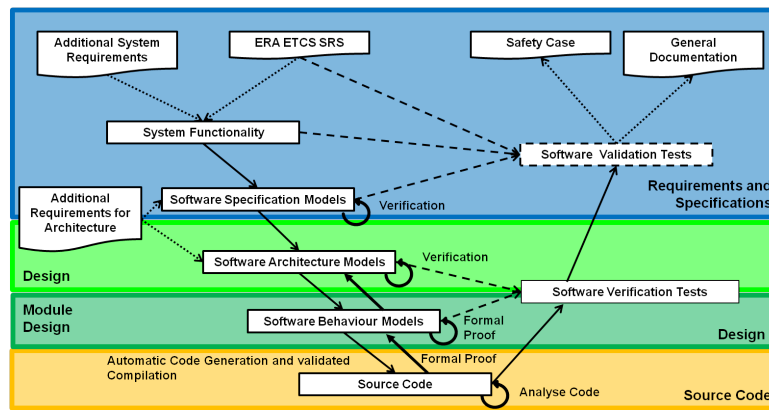 Additional System
Requirements
ERA ETCS SRS
Safety Case
General
Documentation
System Functionality
Software Validation Tests
Additional
Requirements for
Architecture
Software Specification Models
Verification
Requirements and
Specifications
Software Architecture Models
Verification
Design
Software Verification Tests
Module
Design
Software Behaviour Models
Formal
Proof
Design
Automatic Code Generation and validated
Compilation
Formal Proof
Source Code
Analyse Code
Source Code